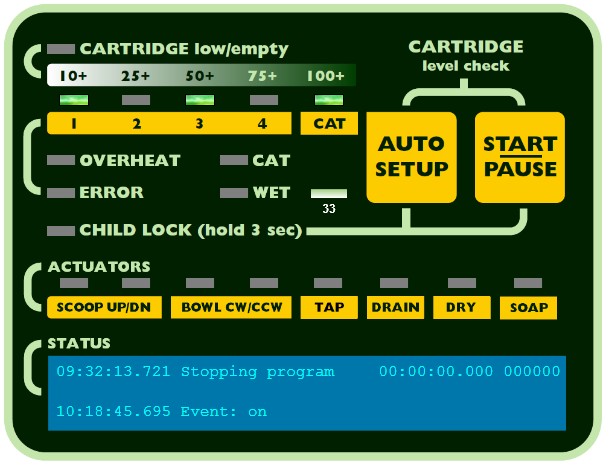 CARTRIDGE low/empty
CARTRIDGE
level check
10+ 25+ 50+ 75+ 100+
1 2 3 4 CAT
AUTO
SETUP
START
PAUSE
OVERHEAT CAT
ERROR WET
33
CHILD LOCK (hold 3 sec)
ACTUATORS
SCOOP UP/DN BOWL CW/CCW TAP DRAIN DRY SOAP
STATUS
09:32:13.721 Stopping program 00:00:00.000 000000
10:18:45.695 Event: on